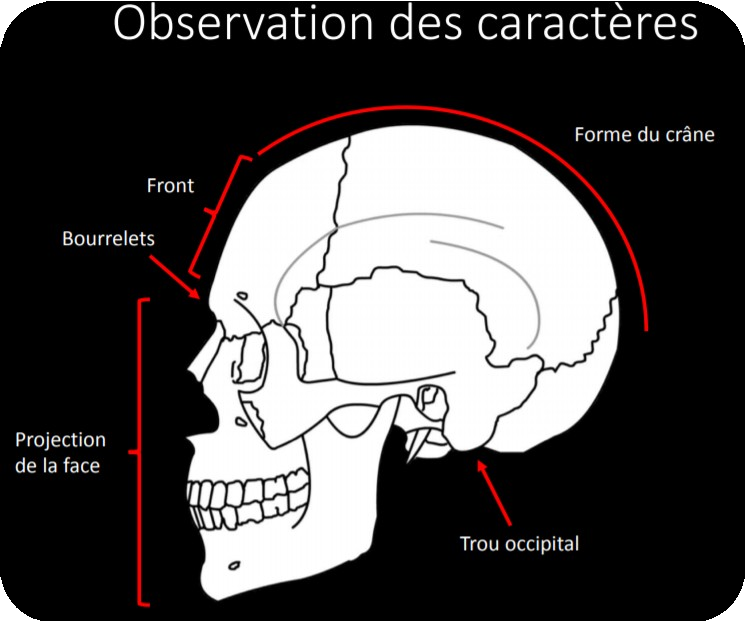 Observation des caractères
Forme du crâne
Front
Bourrelets
Projection
de la face
Trou occipital